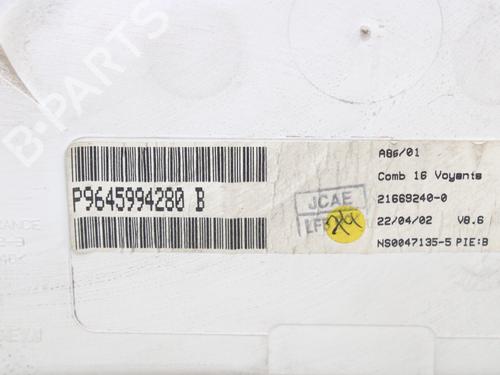 B-PARTS
P9645994280 B
JCAE
A86/01
Comb 16 Voyants
21669240-0
22/04/02 V8.6
NS0047135-5 PIE:B